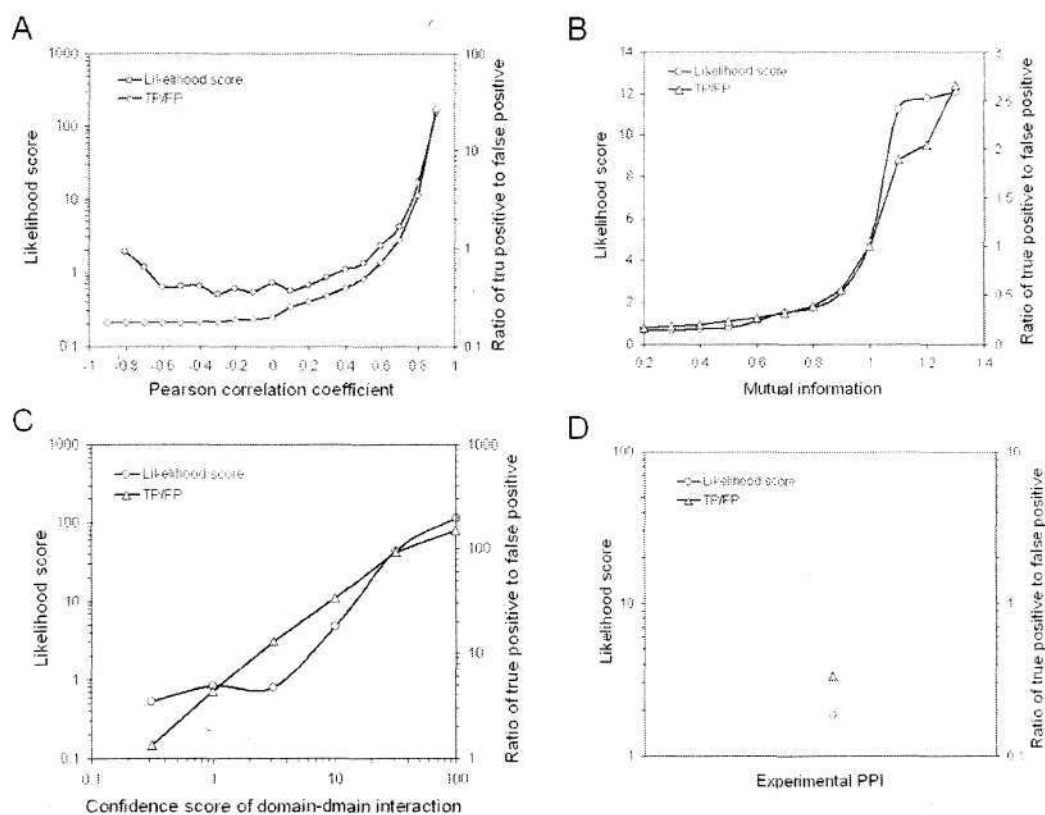 A
1000
100
10
1
0.1
Likelihood score
Likelihood score
TP/FP
100
10
1
0.1
Ratio of tru positive to false positive
-1 -0.8 -0.6 -0.4 -0.2 0 0.2 0.4 0.6 0.8 1
Pearson correlation coefficient
B
14
12
10
8
6
4
2
0
Likelihood score
Likelihood score
TP/FP
3
2.5
2
1.5
1
0.5
0
Ratio of true positive to false positive
0.2 0.4 0.6 0.8 1 1.2 1.4
Mutual information
C
1000
100
10
1
0.1
Likelihood score
Likelihood score
TP/FP
1000
100
10
1
Ratio of true positive to false positive
0.1 1 10 100
Confidence score of domain-dmain interaction
D
100
10
1
Likelihood score
Likelihood score
TP/FP
10
1
0.1
Ratio of true positive to false positive
Experimental PPI